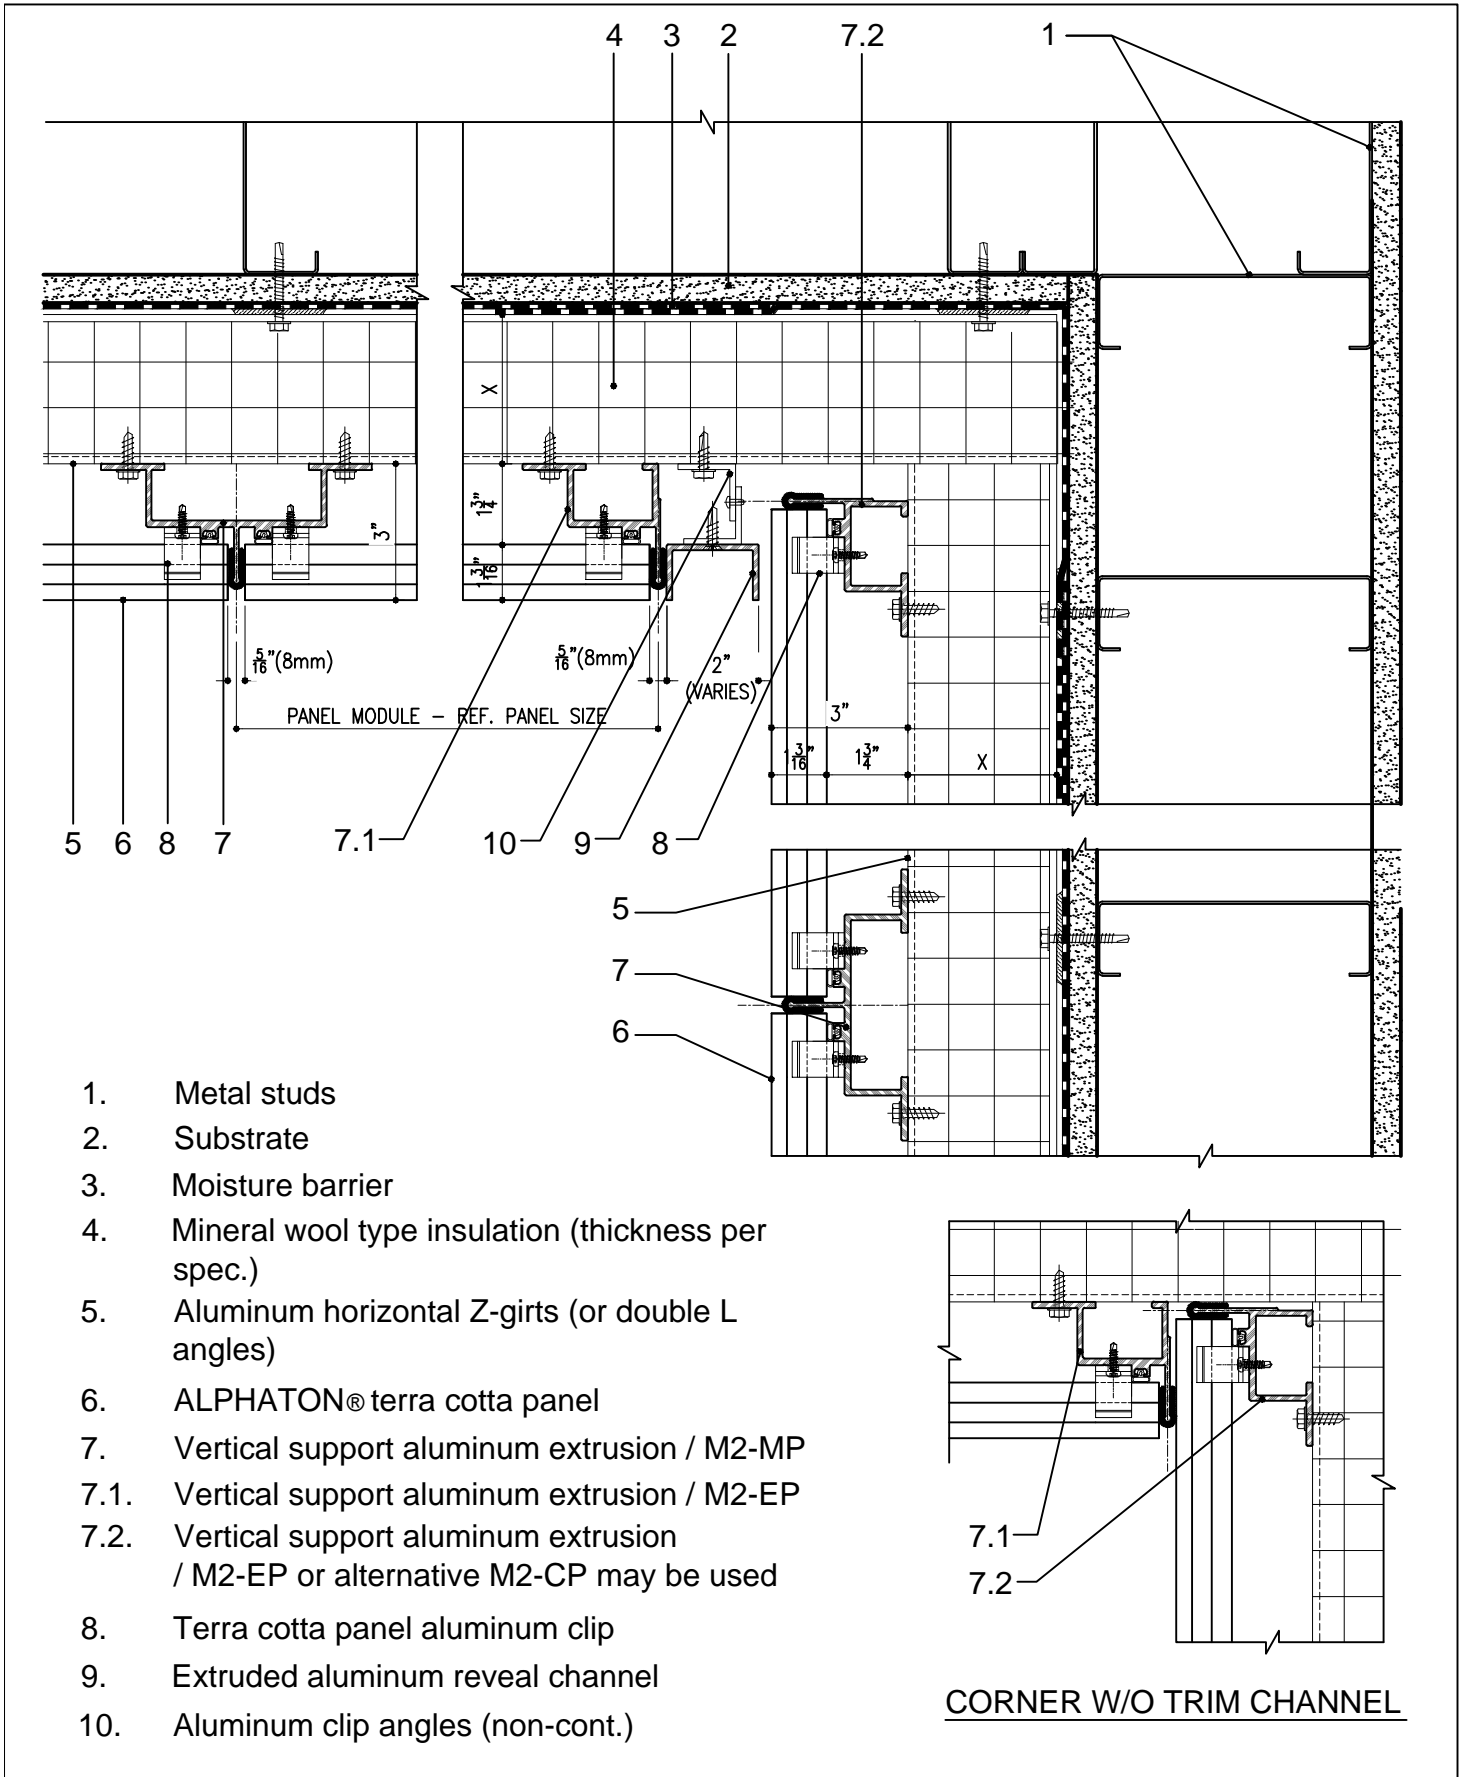 4 3 2 7.2 1
X
1 3/4"
3"
1 3/16"
5/16"(8mm)
5/16"(8mm)
2"
(VARIES)
PANEL MODULE – REF. PANEL SIZE
3"
1 3/16"
1 3/4"
X
5 6 8 7 7.1 10 9 8
5
7
6
1. Metal studs
2. Substrate
3. Moisture barrier
4. Mineral wool type insulation (thickness per
spec.)
5. Aluminum horizontal Z-girts (or double L
angles)
6. ALPHATON® terra cotta panel
7. Vertical support aluminum extrusion / M2-MP
7.1. Vertical support aluminum extrusion / M2-EP
7.2. Vertical support aluminum extrusion
/ M2-EP or alternative M2-CP may be used
8. Terra cotta panel aluminum clip
9. Extruded aluminum reveal channel
10. Aluminum clip angles (non-cont.)
7.1
7.2
CORNER W/O TRIM CHANNEL